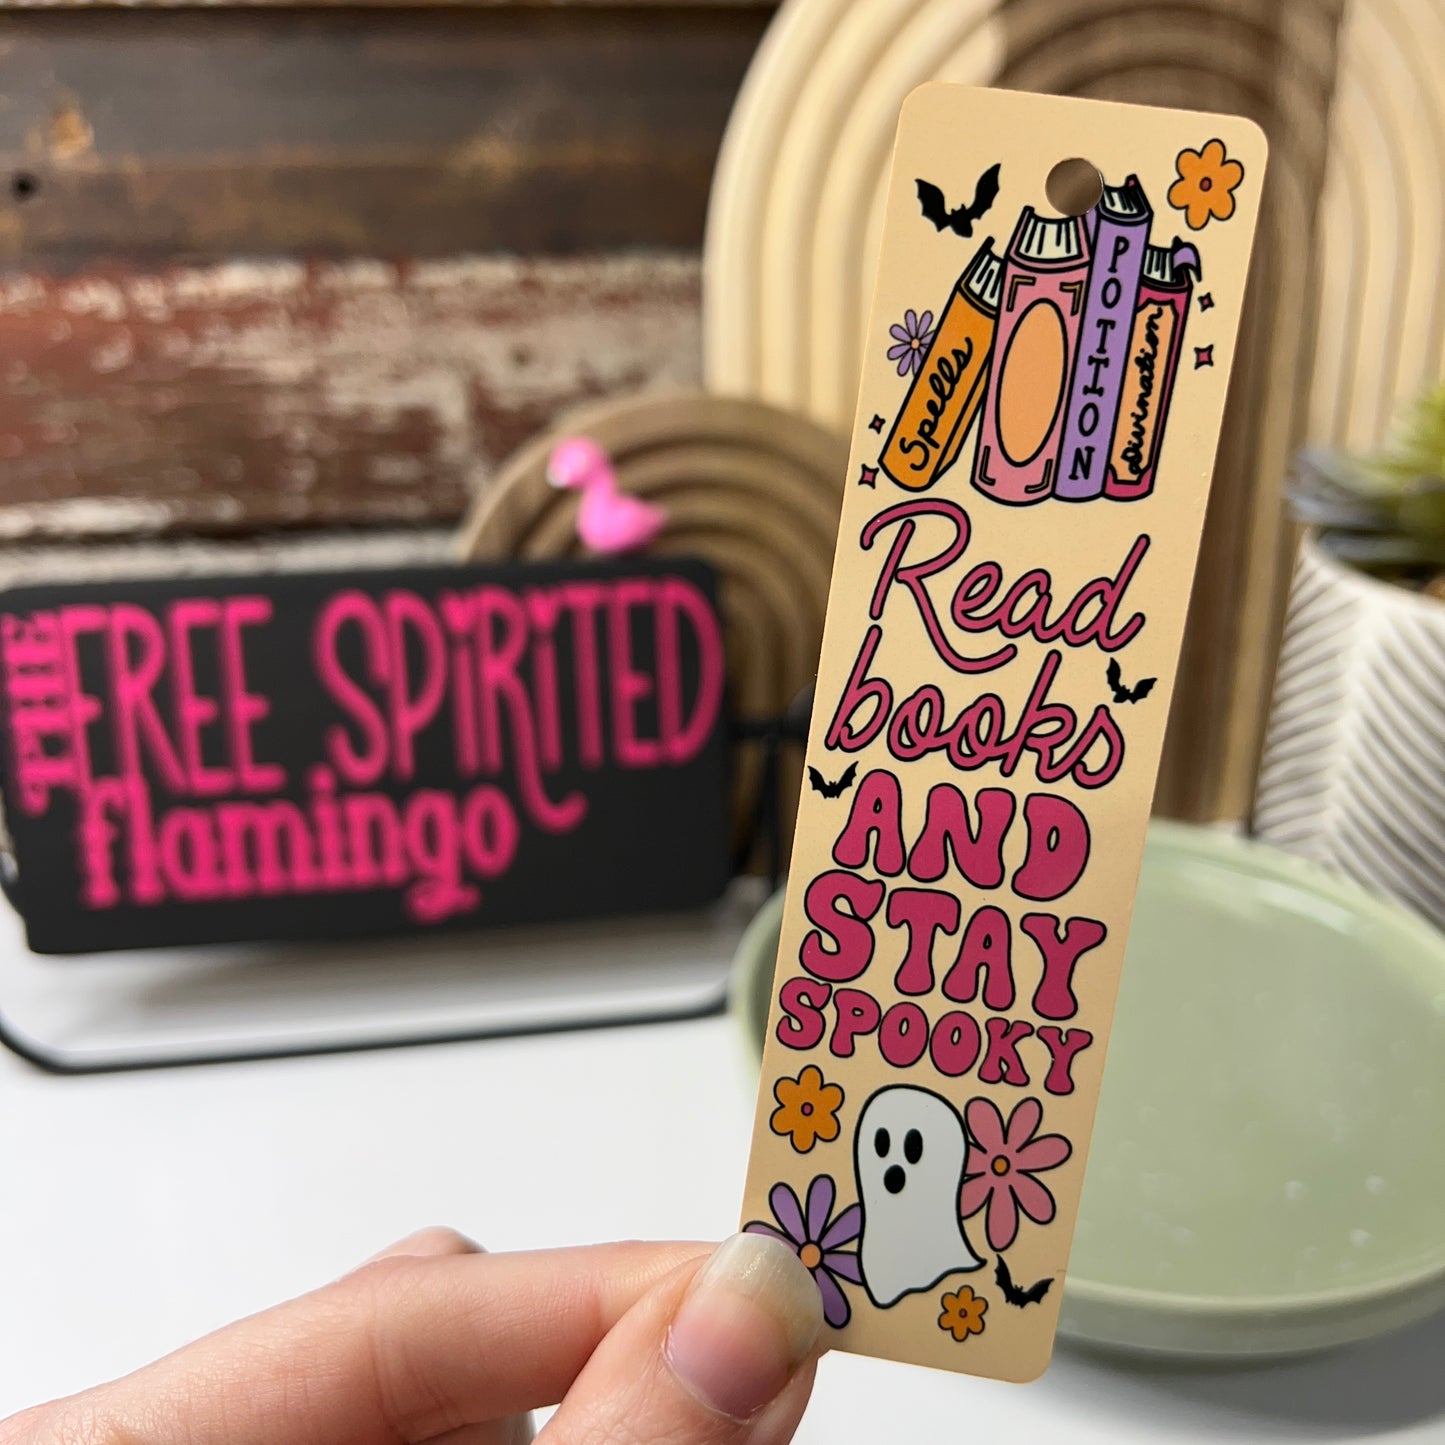 THE
FREE SPiRiTED
flamingo
Spells
POTION
Divination
Read
books
AND
STAY
SPOOKY